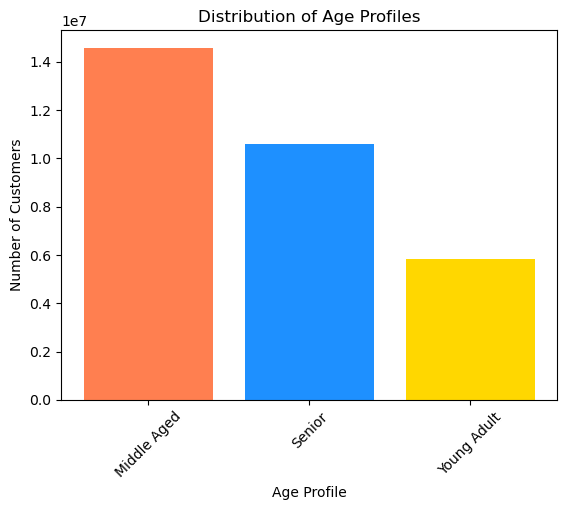 Distribution of Age Profiles
1e7
1.4
1.2
1.0
0.8
0.6
0.4
0.2
0.0
Number of Customers
Middle Aged
Senior
Young Adult
Age Profile